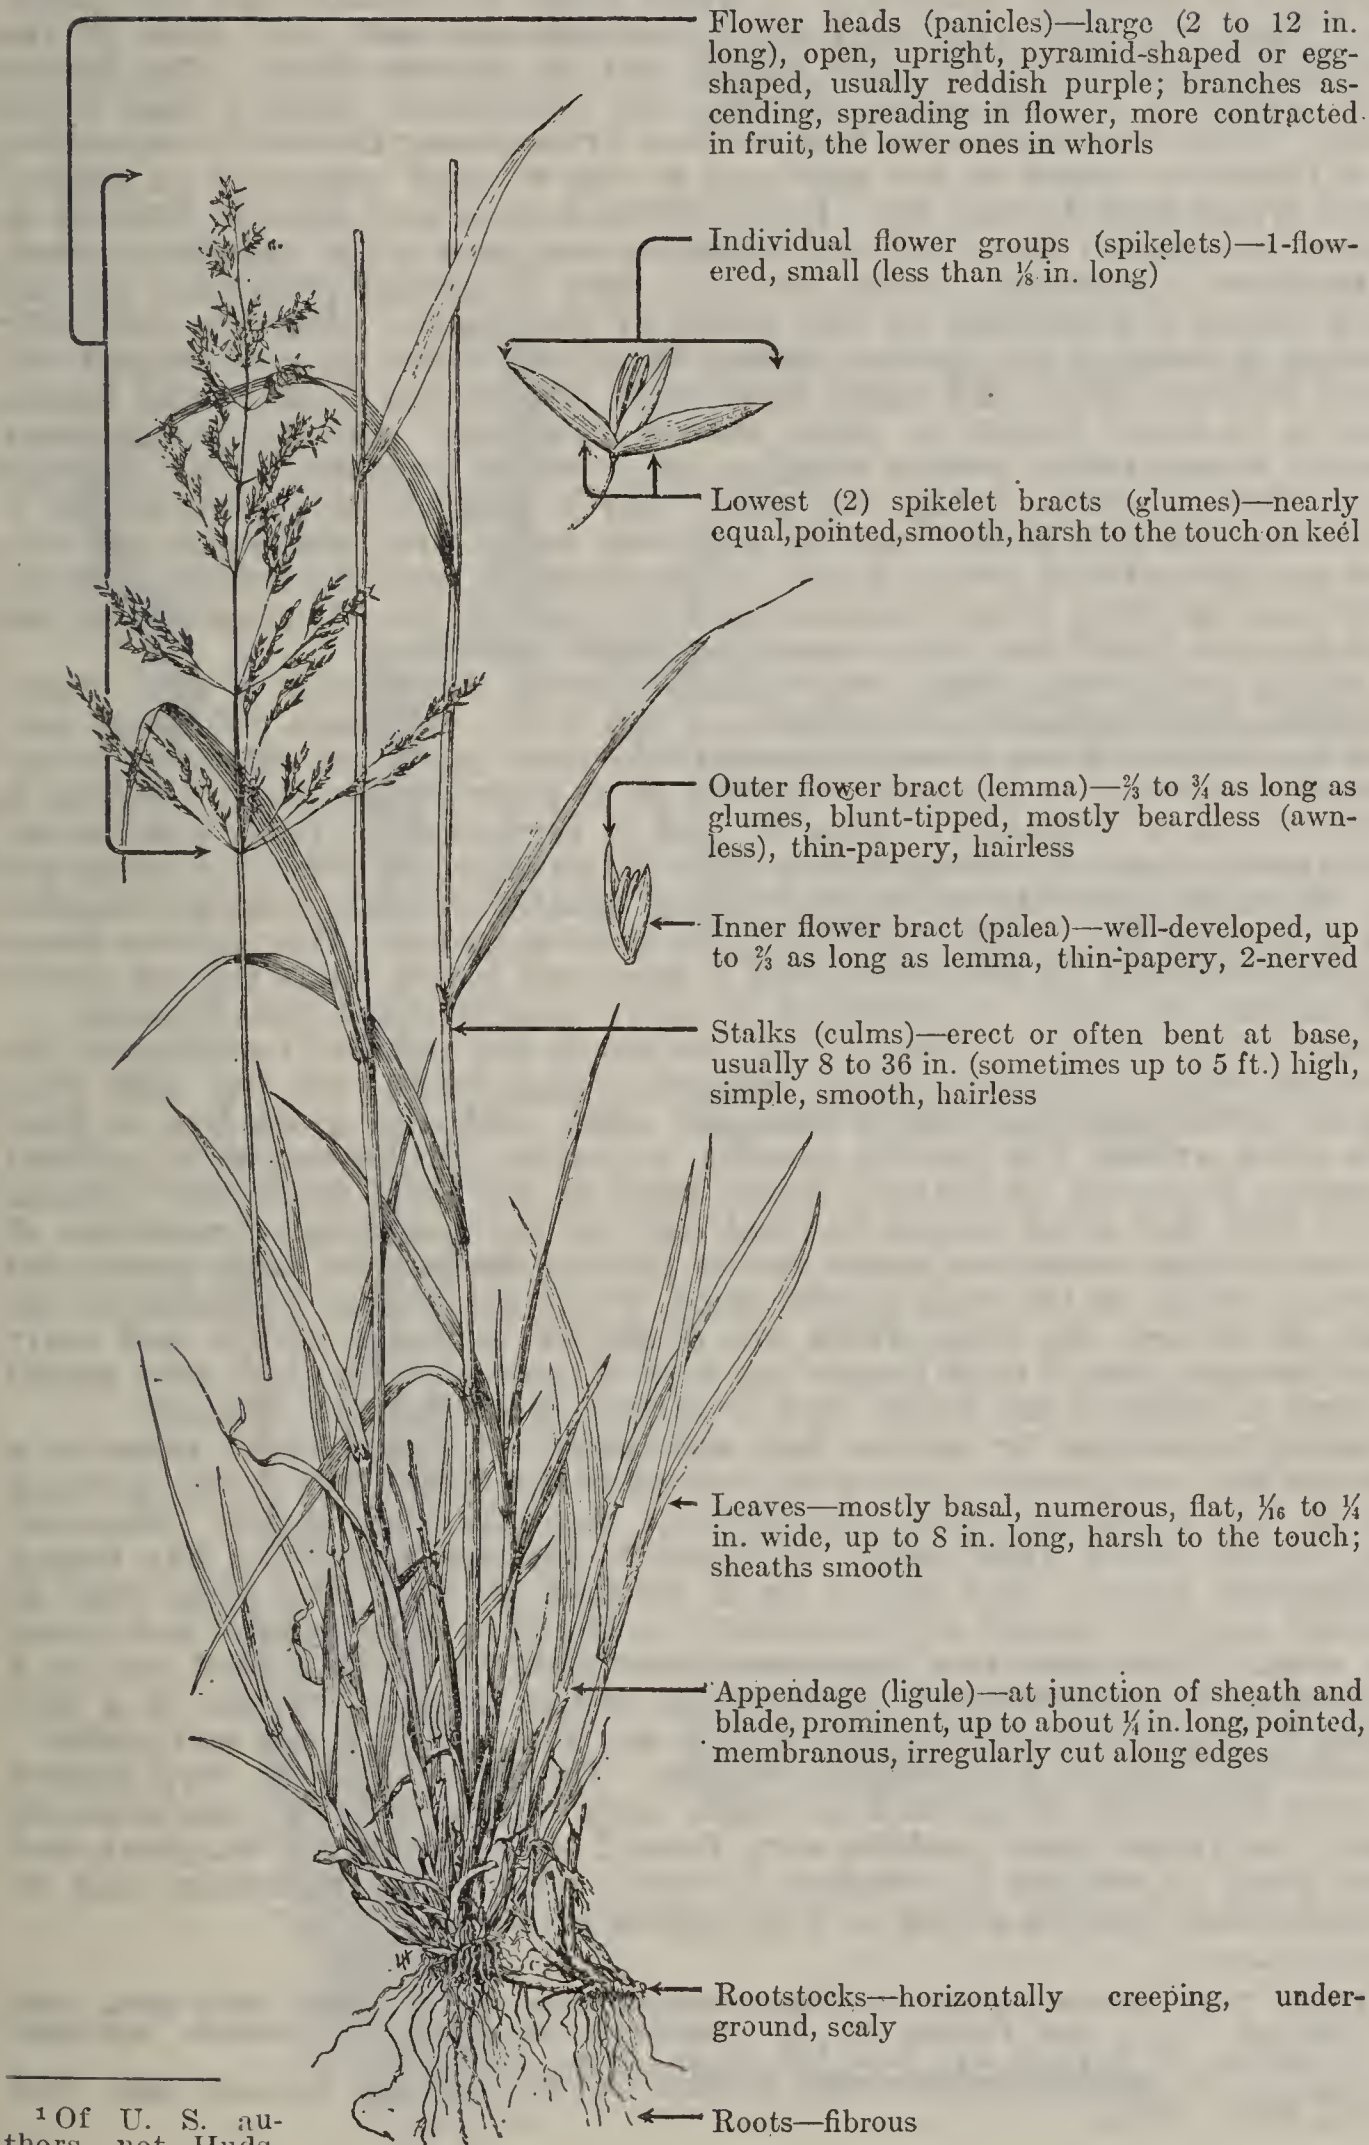 Flower heads (panicles)—large (2 to 12 in.
long), open, upright, pyramid-shaped or egg-
shaped, usually reddish purple; branches as-
cending, spreading in flower, more contracted
in fruit, the lower ones in whorls
Individual flower groups (spikelets)—1-flow-
ered, small (less than ⅛ in. long)
Lowest (2) spikelet bracts (glumes)—nearly
equal, pointed, smooth, harsh to the touch on keel
Outer flower bract (lemma)—⅔ to ¾ as long as
glumes, blunt-tipped, mostly beardless (awn-
less), thin-papery, hairless
Inner flower bract (palea)—well-developed, up
to ⅔ as long as lemma, thin-papery, 2-nerved
Stalks (culms)—erect or often bent at base,
usually 8 to 36 in. (sometimes up to 5 ft.) high,
simple, smooth, hairless
Leaves—mostly basal, numerous, flat, 1/16 to ¼
in. wide, up to 8 in. long, harsh to the touch;
sheaths smooth
Appendage (ligule)—at junction of sheath and
blade, prominent, up to about ¼ in. long, pointed,
membranous, irregularly cut along edges
LH
Rootstocks—horizontally creeping, under-
ground, scaly
Roots—fibrous
¹ Of U. S. au-
thors, not Huds